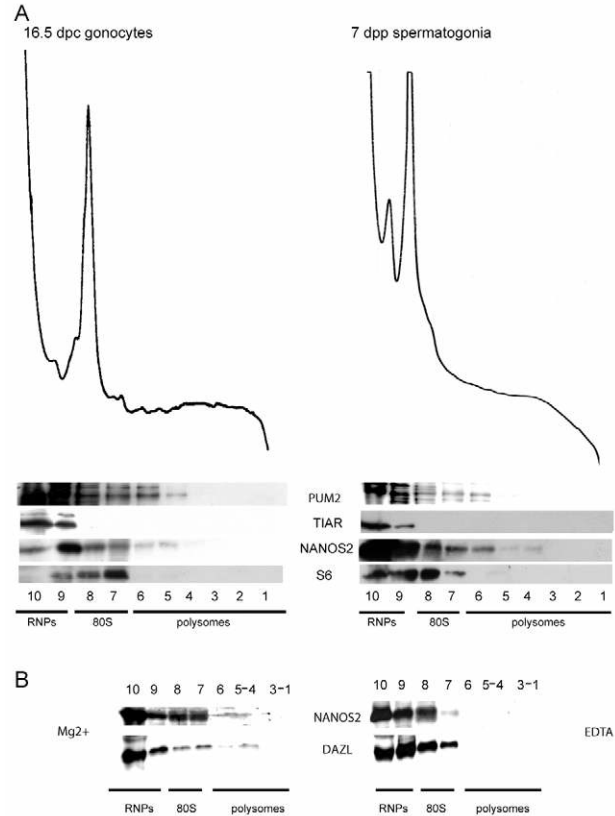 A
16.5 dpc gonocytes
7 dpp spermatogonia
PUM2
TIAR
NANOS2
S6
10 9 8 7 6 5 4 3 2 1
RNPs 80S polysomes
10 9 8 7 6 5 4 3 2 1
RNPs 80S polysomes
B
10 9 8 7 6 5-4 3-1
10 9 8 7 6 5-4 3-1
Mg2+
NANOS2
DAZL
EDTA
RNPs 80S polysomes
RNPs 80S polysomes